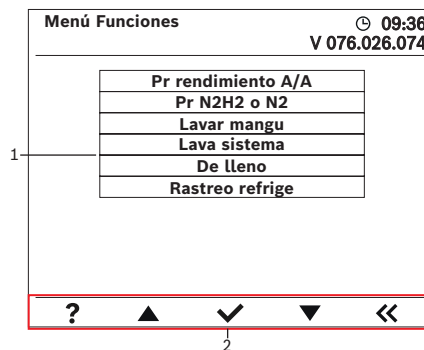 Menú Funciones 09:36
V 076.026.074
Pr rendimiento A/A
Pr N2H2 o N2
Lavar mangu
Lava sistema
De lleno
Rastreo refrige
1
?
2